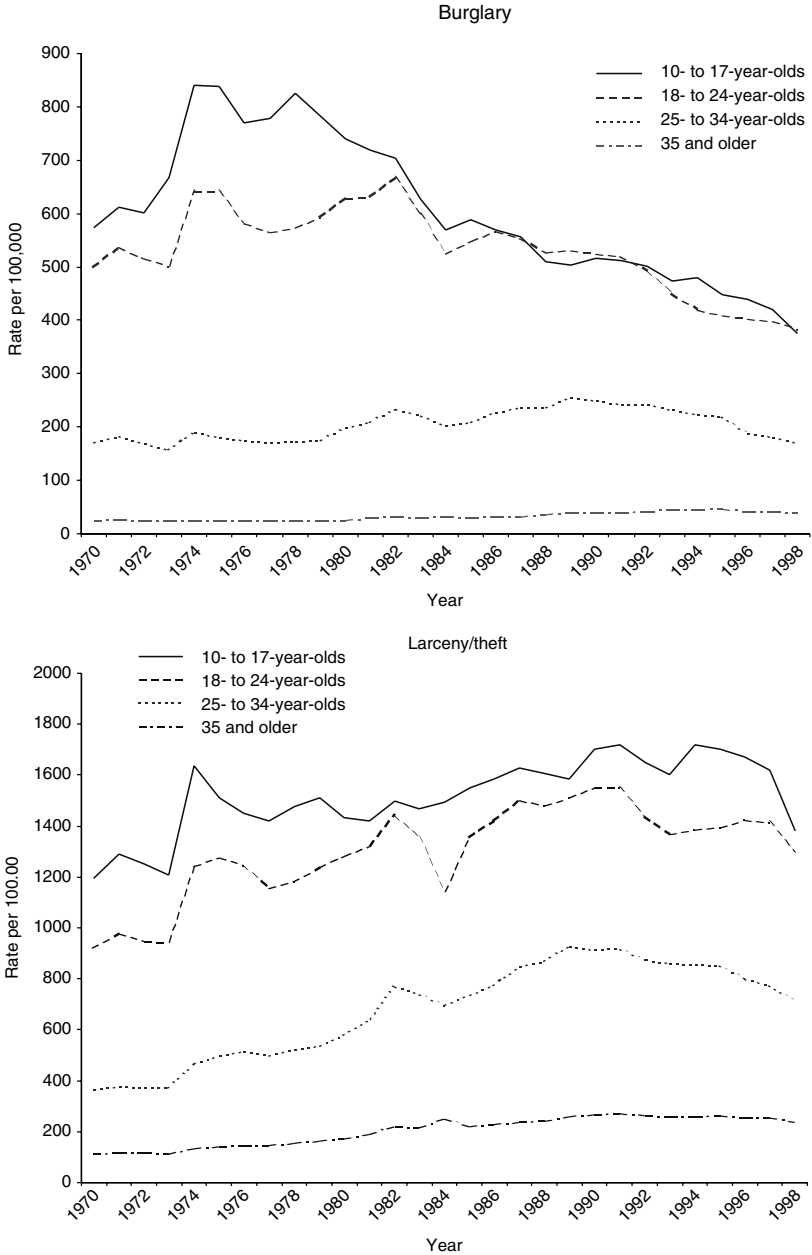 Burglary
900
800
700
600
500
400
300
200
100
0
Rate per 100,000
10- to 17-year-olds
18- to 24-year-olds
25- to 34-year-olds
35 and older
1970 1972 1974 1976 1978 1980 1982 1984 1986 1988 1990 1992 1994 1996 1998
Year
Larceny/theft
10- to 17-year-olds
18- to 24-year-olds
25- to 34-year-olds
35 and older
2000
1800
1600
1400
1200
1000
800
600
400
200
0
Rate per 100.00
1970 1972 1974 1976 1978 1980 1982 1984 1986 1988 1990 1992 1994 1996 1998
Year